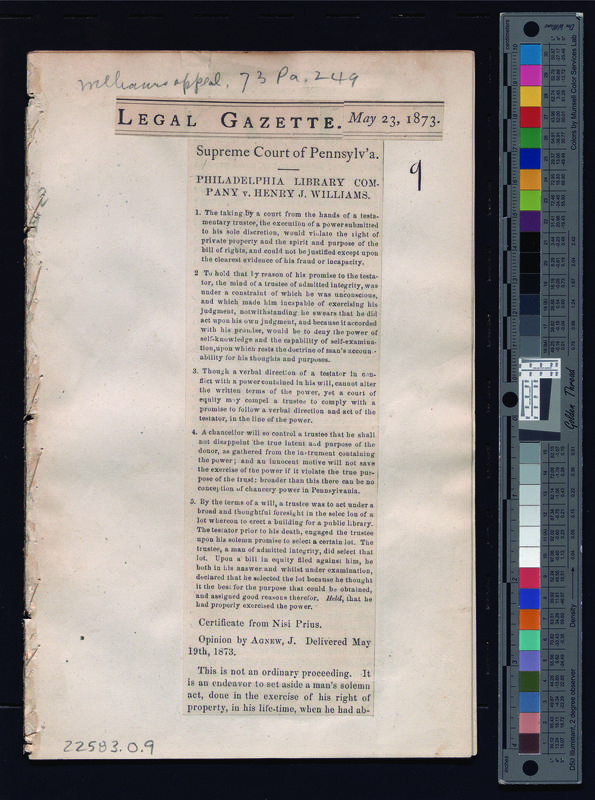 Williams appeal, 73 Pa. 249
LEGAL GAZETTE. May 23, 1873.
9
Supreme Court of Pennsylv'a.
PHILADELPHIA LIBRARY COM-
PANY v. HENRY J. WILLIAMS.
1. The taking by a court from the hands of a testa-
mentary trustee, the execution of a power submitted
to his sole discretion, would violate the right of
private property and the spirit and purpose of the
bill of rights, and could not be justified except upon
the clearest evidence of his fraud or incapacity.
2 To hold that by reason of his promise to the testa-
tor, the mind of a trustee of admitted integrity, was
under a constraint of which he was unconscious,
and which made him incapable of exercising his
judgment, notwithstanding he swears that he did
act upon his own judgment, and because it accorded
with his promise, would be to deny the power of
self-knowledge and the capability of self-examina-
tion, upon which rests the doctrine of man's account-
ability for his thoughts and purposes.
3. Though a verbal direction of a testator in con-
flict with a power contained in his will, cannot alter
the written terms of the power, yet a court of
equity may compel a trustee to comply with a
promise to follow a verbal direction and act of the
testator, in the line of the power.
4. A chancellor will so control a trustee that he shall
not disappoint the true intent and purpose of the
donor, as gathered from the instrument containing
the power; and an innocent motive will not save
the exercise of the power if it violate the true pur-
pose of the trust: broader than this there can be no
conception of chancery power in Pennsylvania.
5. By the terms of a will, a trustee was to act under a
broad and thoughtful foresight in the selec ion of a
lot whereon to erect a building for a public library.
The testator prior to his death, engaged the trustee
upon his solemn promise to select a certain lot. The
trustee, a man of admitted integrity, did select that
lot. Upon a bill in equity filed against him, he
both in his answer and whilst under examination,
declared that he selected the lot because he thought
it the best for the purpose that could be obtained,
and assigned good reasons therefor. Held, that he
had properly exercised the power.
Certificate from Nisi Prius.
Opinion by AGNEW, J. Delivered May
19th, 1873.
This is not an ordinary proceeding. It
is an endeavor to set aside a man's solemn
act, done in the exercise of his right of
property, in his life-time, when he had ab-
22583.0.9
Colors by Munsell Color Services Lab
Golden Thread
Density
D50 Illuminant, 2 degree observer
centimeters
inches